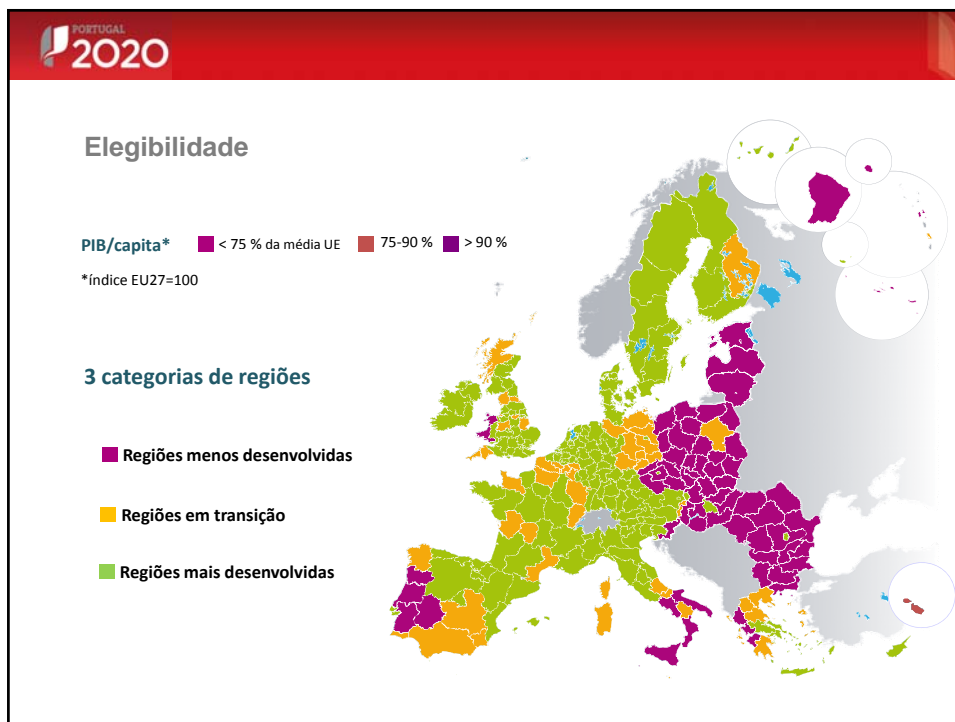 PORTUGAL
2020
Elegibilidade
PIB/capita* < 75 % da média UE 75-90 % > 90 %
*índice EU27=100
3 categorias de regiões
Regiões menos desenvolvidas
Regiões em transição
Regiões mais desenvolvidas